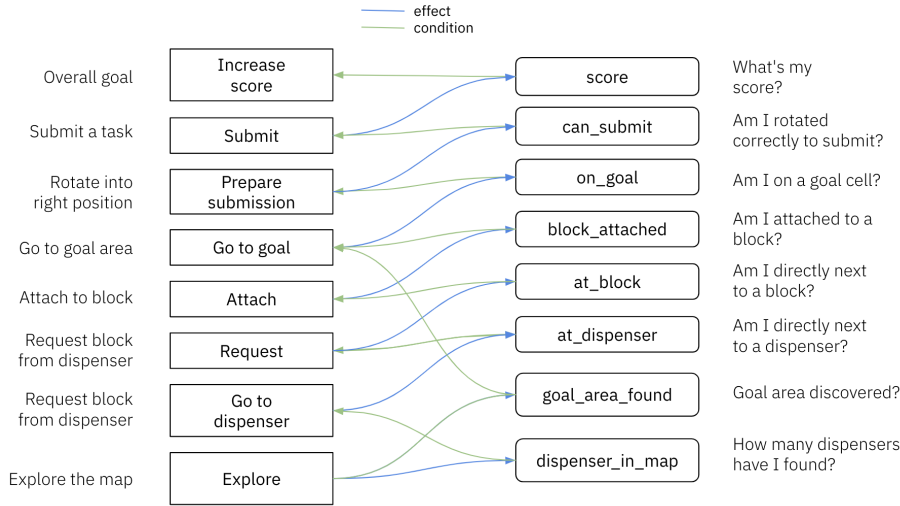 effect
condition
Overall goal
Increase
score
score
What's my
score?
Submit a task
Submit
can_submit
Am I rotated
correctly to submit?
Rotate into
right position
Prepare
submission
on_goal
Am I on a goal cell?
Go to goal area
Go to goal
block_attached
Am I attached to a
block?
Attach to block
Attach
at_block
Am I directly next
to a block?
Request block
from dispenser
Request
at_dispenser
Am I directly next
to a dispenser?
Request block
from dispenser
Go to
dispenser
goal_area_found
Goal area discovered?
Explore the map
Explore
dispenser_in_map
How many dispensers
have I found?